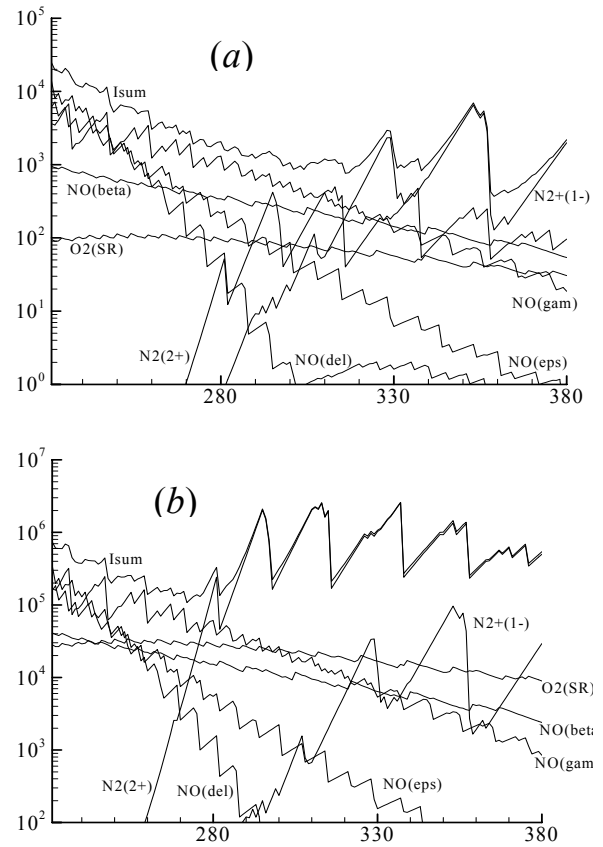 10^5
(a)
10^4
Isum
10^3
NO(beta)
N2+(1-)
10^2
O2(SR)
NO(gam)
10^1
N2(2+)
NO(del)
NO(eps)
10^0
280
330
380
10^7
(b)
10^6
Isum
10^5
N2+(1-)
10^4
O2(SR)
NO(beta
10^3
NO(gam
N2(2+)
NO(del)
NO(eps)
10^2
280
330
380